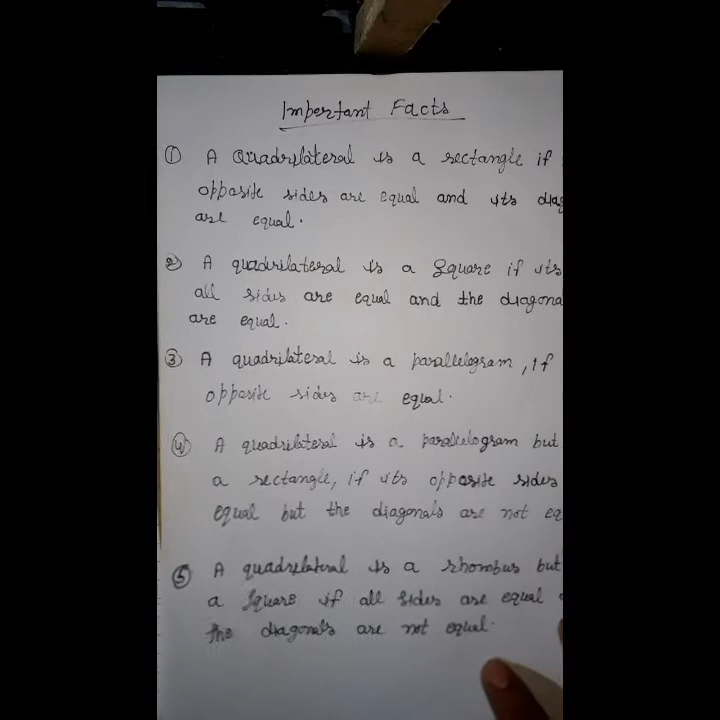 Important Facts
① A Quadrilateral is a rectangle if
opposite sides are equal and its diag
are equal.
② A quadrilateral is a Square if its
all sides are equal and the diagona
are equal.
③ A quadrilateral is a parallelogram, if
opposite sides are equal.
④ A quadrilateral is a parallelogram but
a rectangle, if its opposite sides
equal but the diagonals are not eq
⑤ A quadrilateral is a rhombus but
a Square if all sides are equal
the diagonals are not equal.